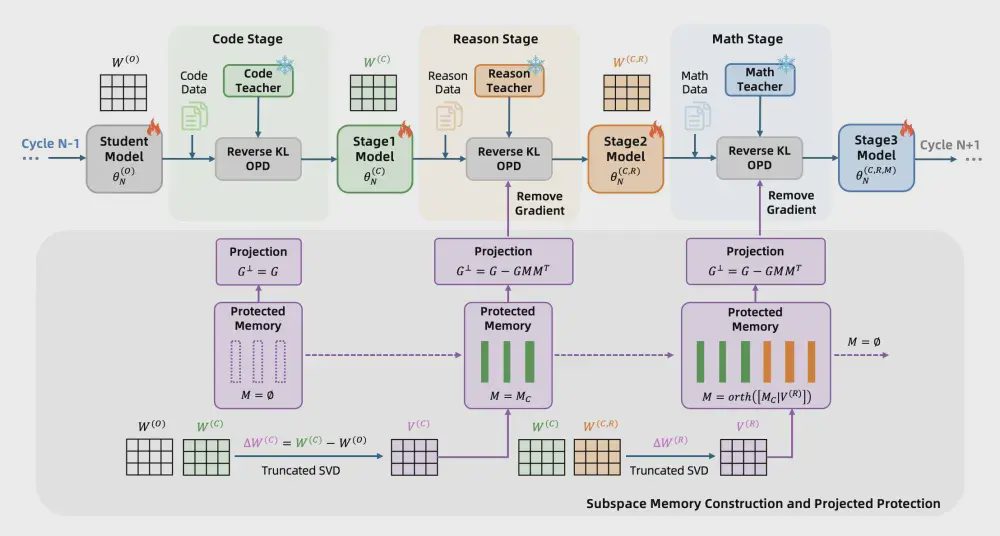 Code Stage
Reason Stage
Math Stage
W^(O)
Code
Data
Code
Teacher
W^(C)
Reason
Data
Reason
Teacher
W^(C,R)
Math
Data
Math
Teacher
Cycle N-1
...
Student
Model
θ_N^(O)
Reverse KL
OPD
Stage1
Model
θ_N^(C)
Reverse KL
OPD
Stage2
Model
θ_N^(C,R)
Reverse KL
OPD
Stage3
Model
θ_N^(C,R,M)
Cycle N+1
...
Remove
Gradient
Remove
Gradient
Projection
G^⊥ = G
Projection
G^⊥ = G − GMM^T
Projection
G^⊥ = G − GMM^T
Protected
Memory
M = ∅
Protected
Memory
M = M_C
Protected
Memory
M = orth([M_C|V^(R)])
M = ∅
W^(O)
W^(C)
ΔW^(C) = W^(C) − W^(O)
Truncated SVD
V^(C)
W^(C)
W^(C,R)
ΔW^(R)
Truncated SVD
V^(R)
Subspace Memory Construction and Projected Protection